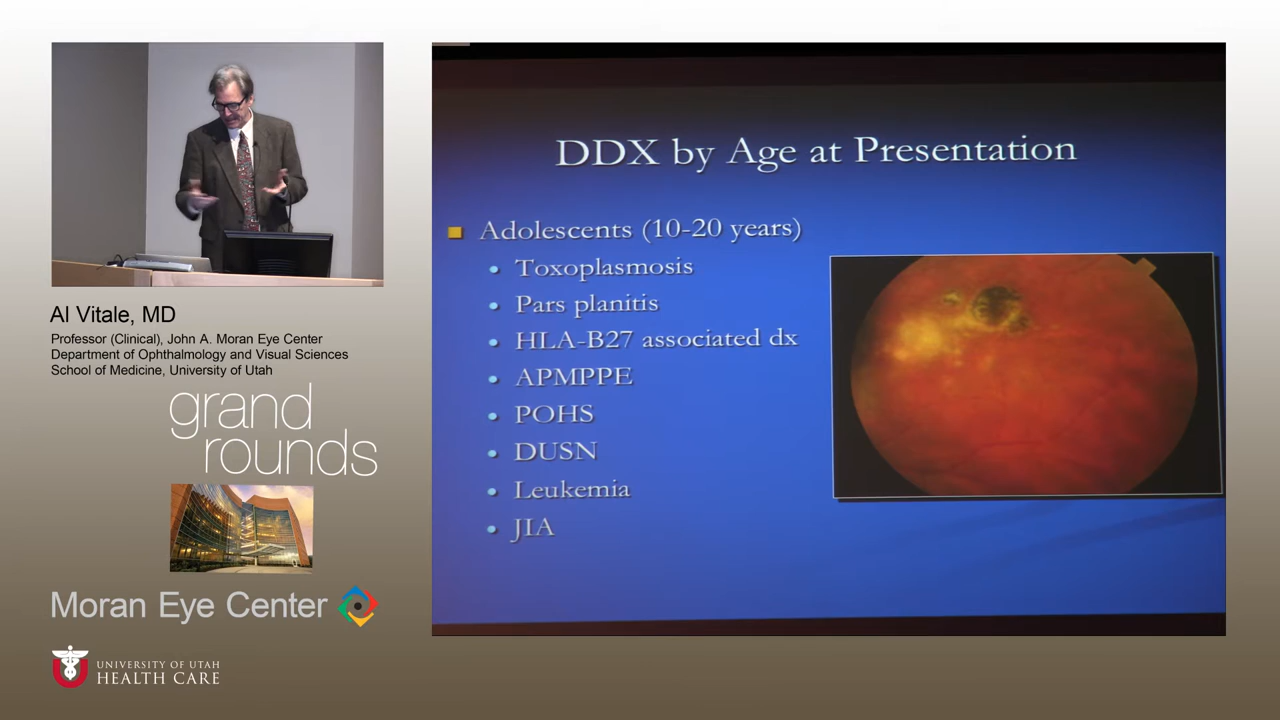 Al Vitale, MD
Professor (Clinical), John A. Moran Eye Center
Department of Ophthalmology and Visual Sciences
School of Medicine, University of Utah
grand
rounds
Moran Eye Center
UNIVERSITY OF UTAH
HEALTH CARE
DDX by Age at Presentation
Adolescents (10-20 years)
Toxoplasmosis
Pars planitis
HLA-B27 associated dx
APMPPE
POHS
DUSN
Leukemia
JIA